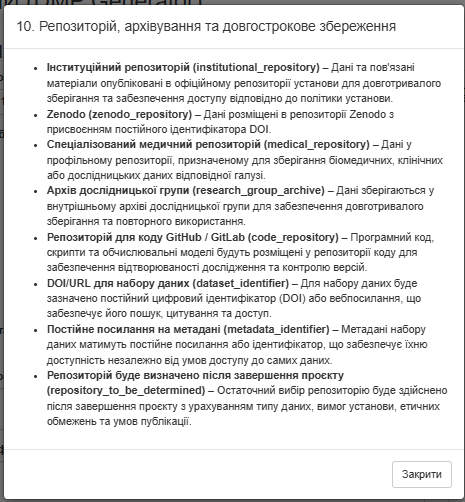 10. Репозиторій, архівування та довгострокове збереження
• Інституційний репозиторій (institutional_repository) – Дані та пов'язані
матеріали опубліковані в офіційному репозиторії установи для довготривалого
зберігання та забезпечення доступу відповідно до політики установи.
• Zenodo (zenodo_repository) – Дані розміщені в репозиторії Zenodo з
присвоєнням постійного ідентифікатора DOI.
• Спеціалізований медичний репозиторій (medical_repository) – Дані у
профільному репозиторії, призначеному для зберігання біомедичних, клінічних
або дослідницьких даних відповідної галузі.
• Архів дослідницької групи (research_group_archive) – Дані зберігаються у
внутрішньому архіві дослідницької групи для забезпечення довготривалого
зберігання та повторного використання.
• Репозиторій для коду GitHub / GitLab (code_repository) – Програмний код,
скрипти та обчислювальні моделі будуть розміщені у репозиторії коду для
забезпечення відтворюваності дослідження та контролю версій.
• DOI/URL для набору даних (dataset_identifier) – Для набору даних буде
зазначено постійний цифровий ідентифікатор (DOI) або вебпосилання, що
забезпечує його пошук, цитування та доступ.
• Постійне посилання на метадані (metadata_identifier) – Метадані набору
даних матимуть постійне посилання або ідентифікатор, що забезпечує їхню
доступність незалежно від умов доступу до самих даних.
• Репозиторій буде визначено після завершення проєкту
(repository_to_be_determined) – Остаточний вибір репозиторію буде здійснено
після завершення проєкту з урахуванням типу даних, вимог установи, етичних
обмежень та умов публікації.
Закрити